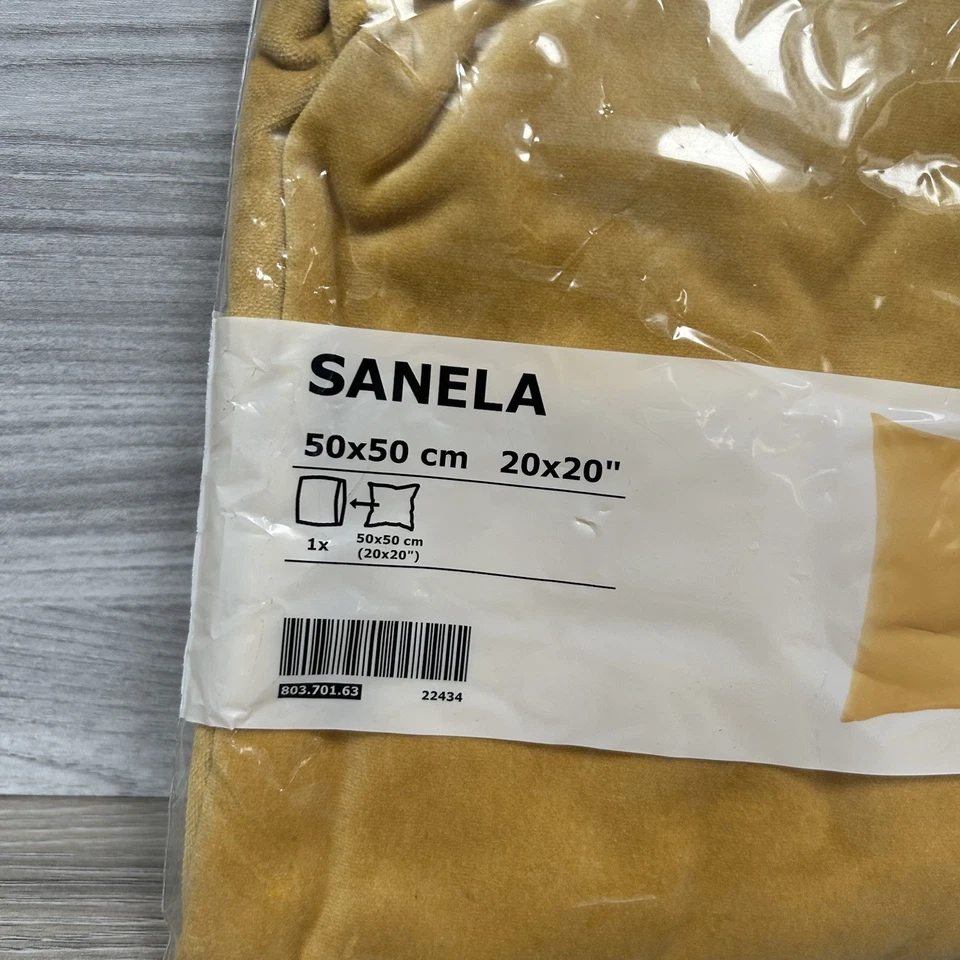 SANELA
50x50 cm 20x20"
1x 50x50 cm
(20x20")
803.701.63 22434